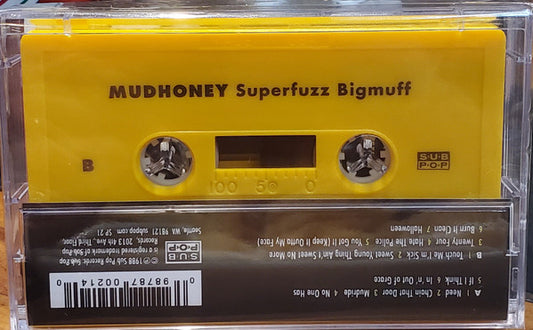 MUDHONEY Superfuzz Bigmuff
B
SUB
POP
100 50 0
A 1 Need 2 Chain That Door 3 Mudride 4 No One Has
5 If I Think 6 In 'n' Out of Grace
B 1 Touch Me I'm Sick 2 Sweet Young Thing Ain't Sweet No More
3 Twenty Four 4 Hate The Police 5 You Got It (Keep It Outta My Face)
6 Burn It Clean 7 Halloween
98787 00214
SUB
POP
℗© 1988 Sub Pop Records. Sub Pop
is a registered trademark of Sub Pop
Records, 2013 4th Ave., Third Floor,
Seattle, WA 98121 subpop.com SP 21